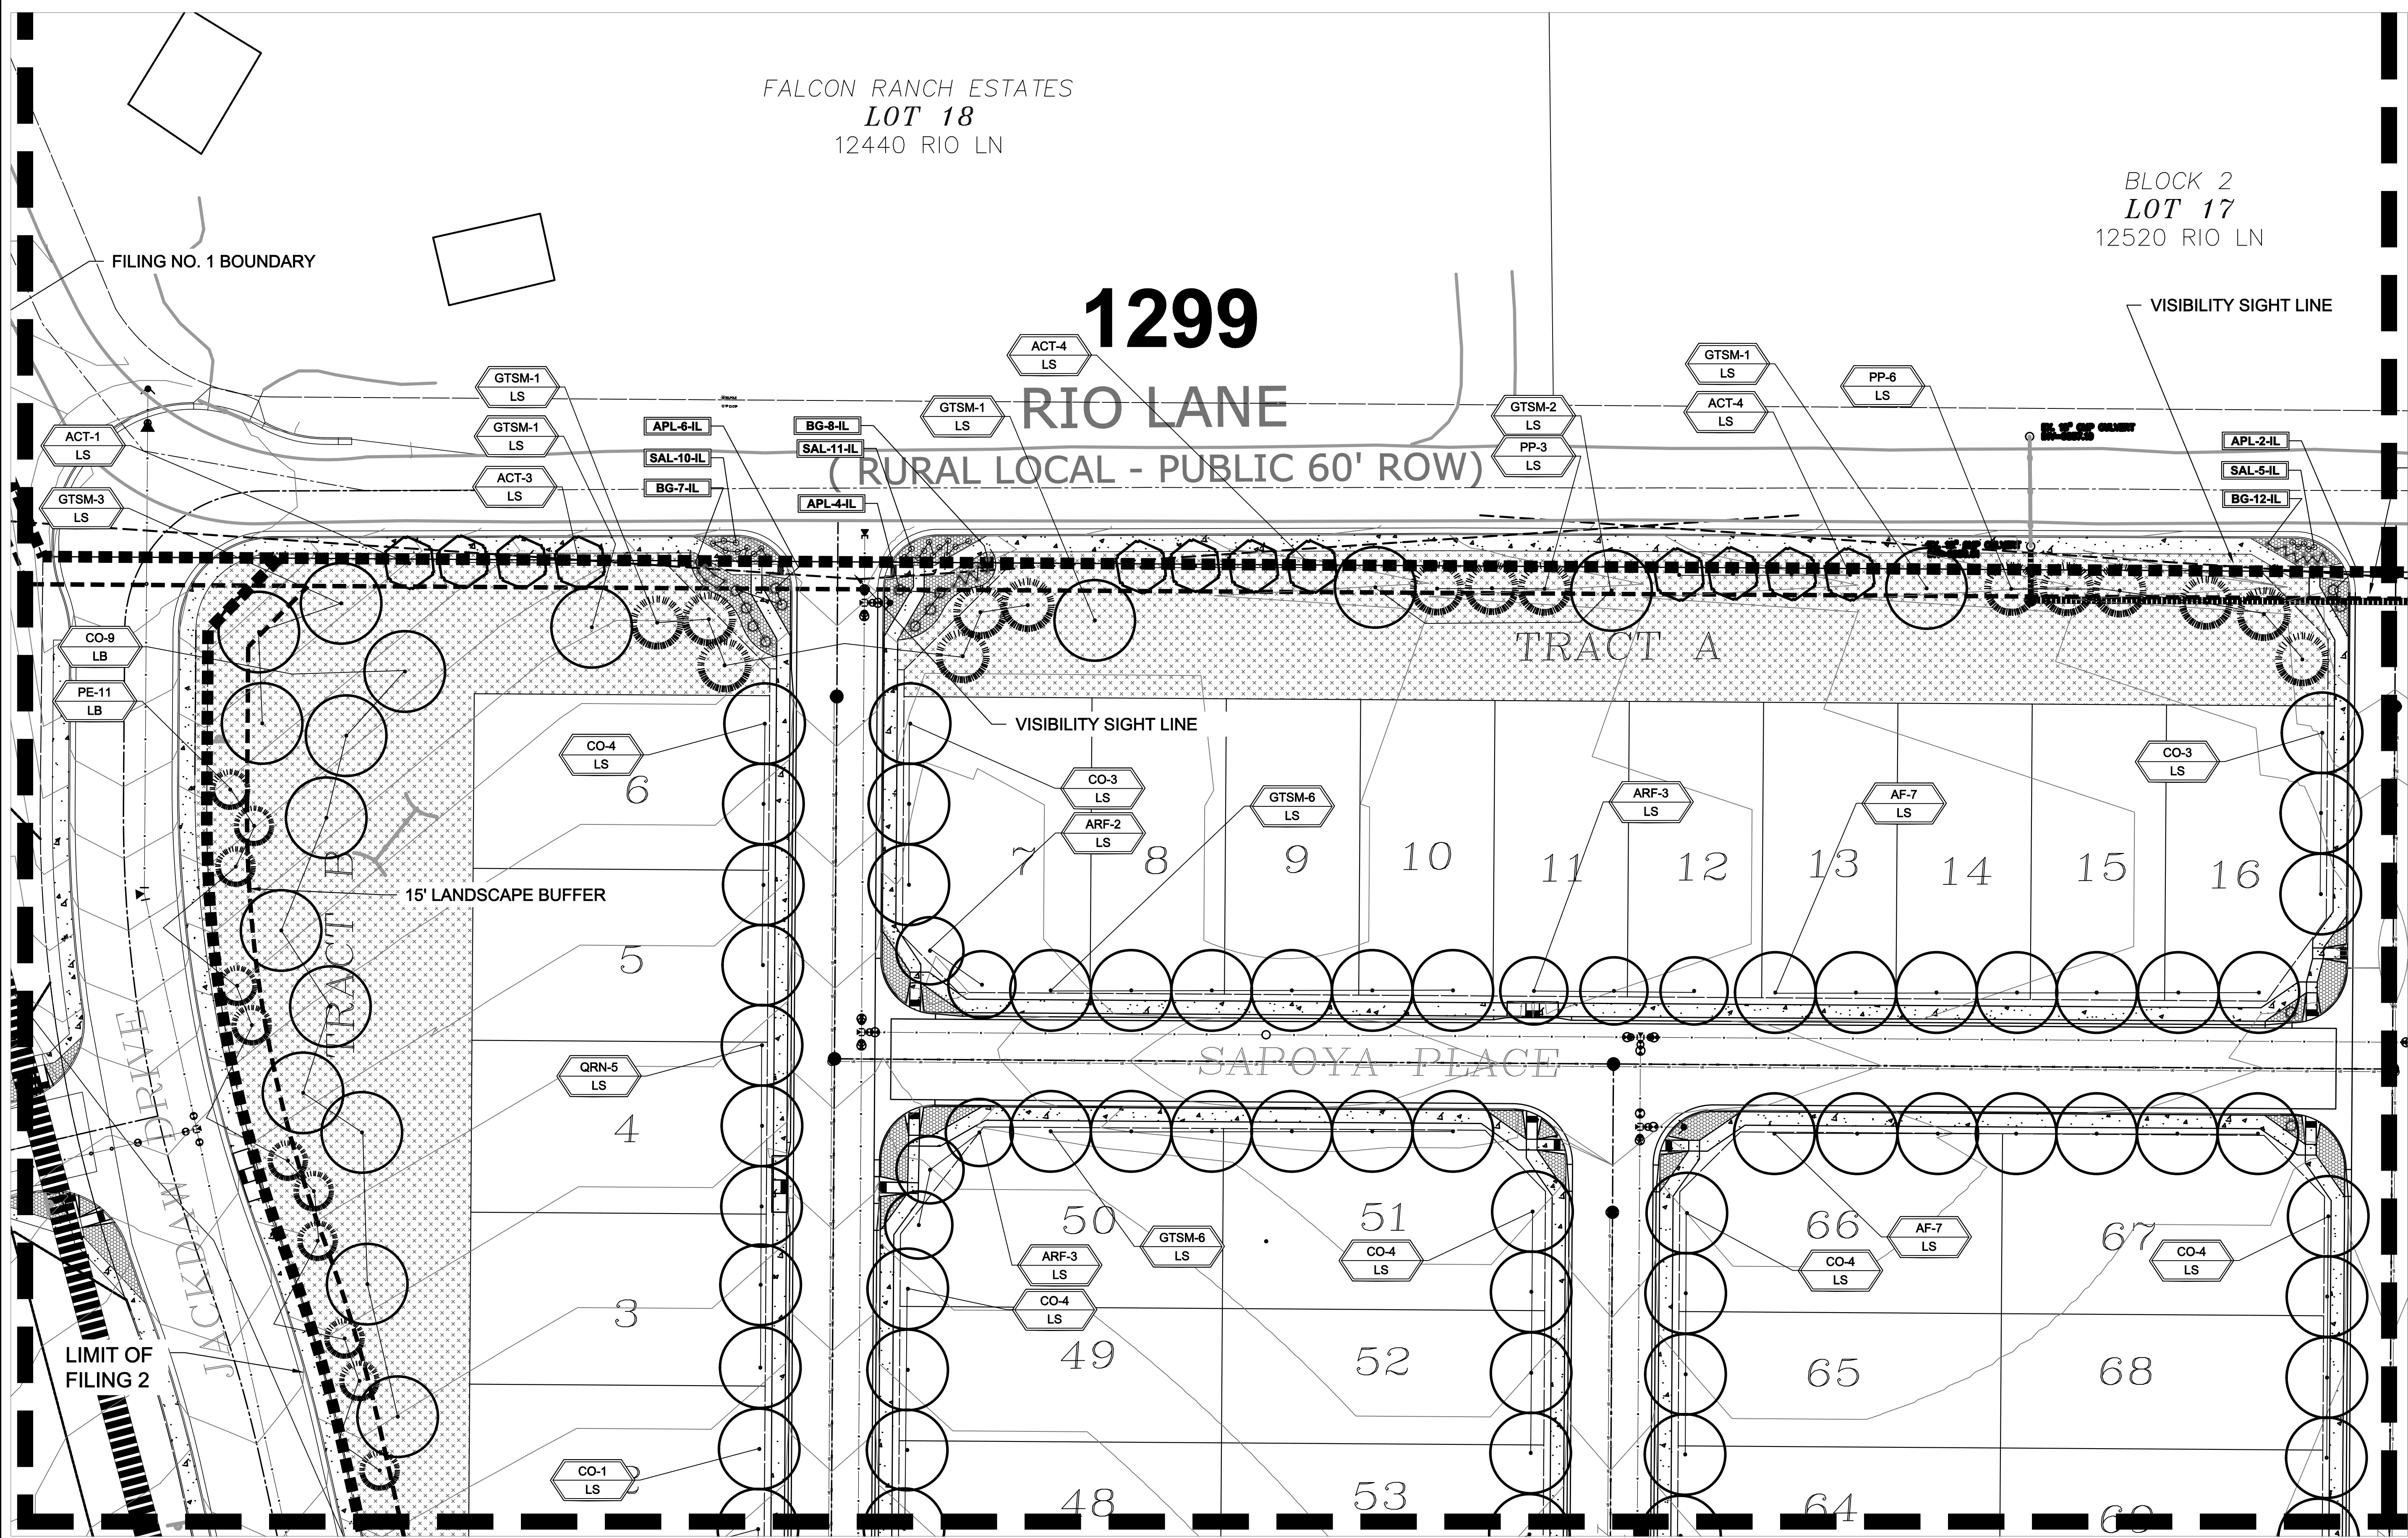 FALCON RANCH ESTATES
LOT 18
12440 RIO LN
BLOCK 2
LOT 17
12520 RIO LN
FILING NO. 1 BOUNDARY
VISIBILITY SIGHT LINE
1299
RIO LANE
( RURAL LOCAL - PUBLIC 60' ROW)
ACT-4
LS
GTSM-1
LS
GTSM-1
LS
PP-6
LS
GTSM-1
LS
GTSM-2
LS
ACT-4
LS
ACT-1
LS
GTSM-1
LS
APL-6-IL
BG-8-IL
SAL-11-IL
PP-3
LS
EX. 18" CMP CULVERT
APL-2-IL
SAL-10-IL
SAL-5-IL
ACT-3
LS
BG-7-IL
APL-4-IL
BG-12-IL
GTSM-3
LS
TRACT A
CO-9
LB
PE-11
LB
VISIBILITY SIGHT LINE
CO-4
LS
6
CO-3
LS
ARF-2
LS
GTSM-6
LS
ARF-3
LS
AF-7
LS
CO-3
LS
7
8
9
10
11
12
13
14
15
16
15' LANDSCAPE BUFFER
TRACT B
5
SAPOYA PLACE
QRN-5
LS
4
JACKDAW DRIVE
50
51
66
67
GTSM-6
LS
CO-4
LS
AF-7
LS
CO-4
LS
CO-4
LS
ARF-3
LS
CO-4
LS
3
49
52
65
68
LIMIT OF
FILING 2
CO-1
LS
2
48
53
64
69